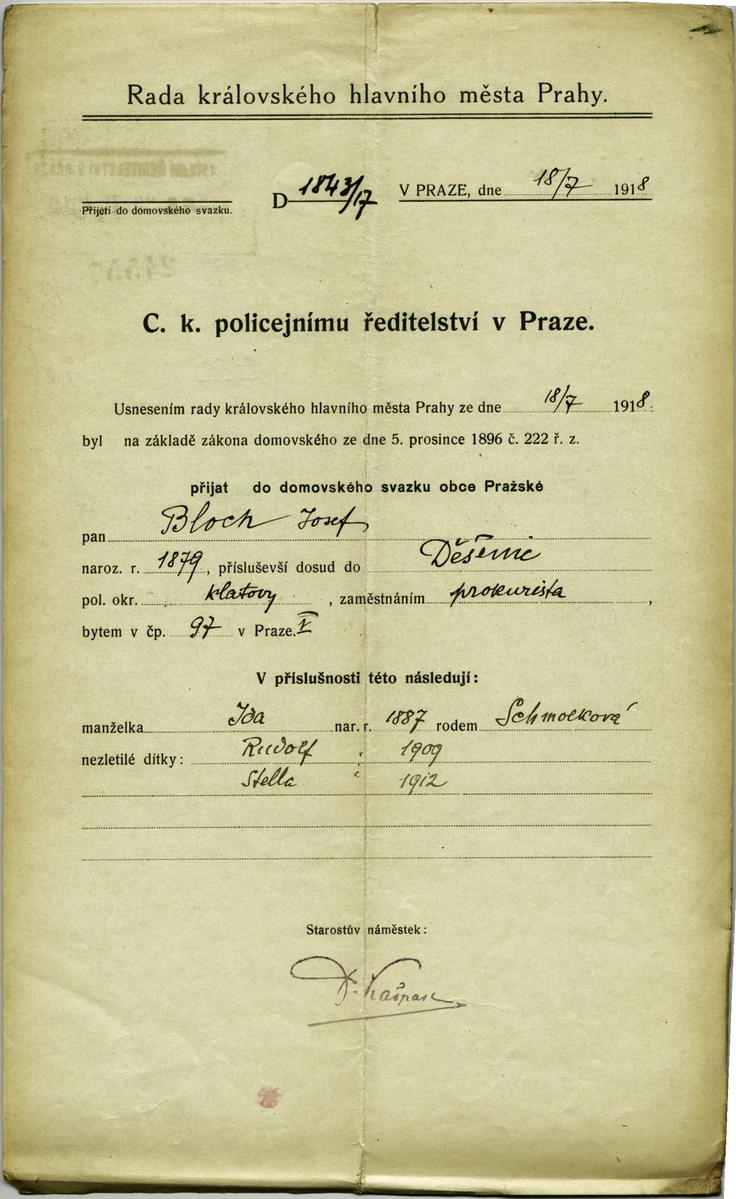 Rada královského hlavního města Prahy.
Přijetí do domovského svazku.
D 1843/17
V PRAZE, dne 18/7 1918
C. k. policejnímu ředitelství v Praze.
Usnesením rady královského hlavního města Prahy ze dne 18/7 1918.
byl na základě zákona domovského ze dne 5. prosince 1896 č. 222 ř. z.
přijat do domovského svazku obce Pražské
pan Bloch Josef
naroz. r. 1879, přísluševší dosud do Děšenic
pol. okr. Klatovy, zaměstnáním prokurista,
bytem v čp. 97 v Praze. V
V příslušnosti této následují:
manželka Ida nar. r. 1887 rodem Schmolková
nezletilé dítky: Rudolf " 1909
Stella " 1912
Starostův náměstek:
Dr. Kašpar